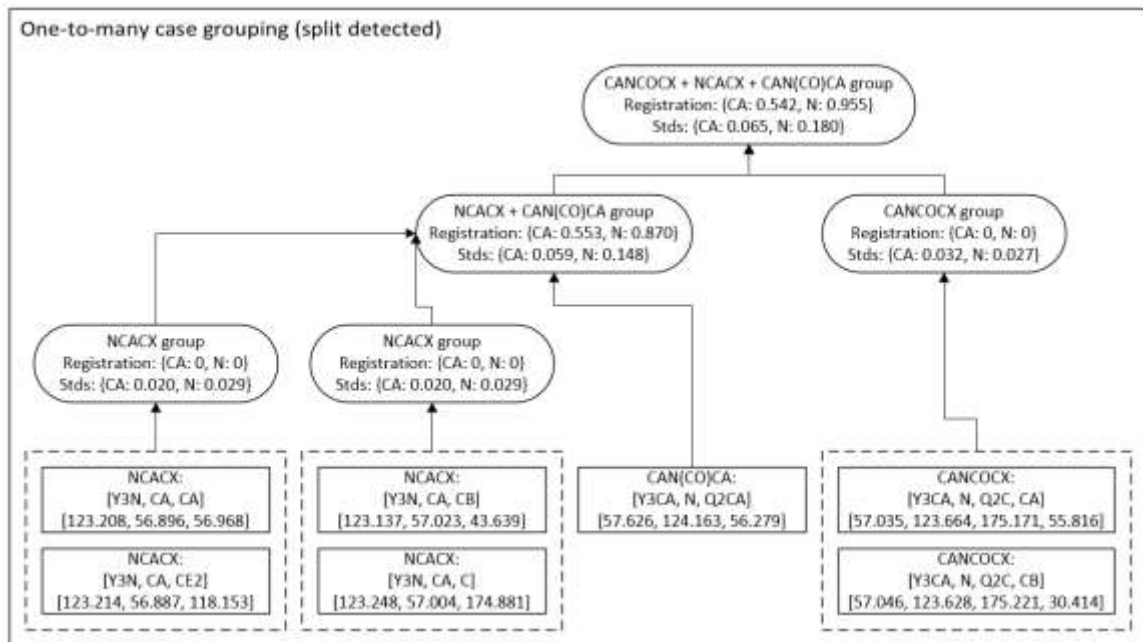 One-to-many case grouping (split detected)
CANCOCX + NCACX + CAN(CO)CA group
Registration: {CA: 0.542, N: 0.955}
Stds: {CA: 0.065, N: 0.180}
NCACX + CAN(CO)CA group
Registration: {CA: 0.553, N: 0.870}
Stds: {CA: 0.059, N: 0.148}
CANCOCX group
Registration: {CA: 0, N: 0}
Stds: {CA: 0.032, N: 0.027}
NCACX group
Registration: {CA: 0, N: 0}
Stds: {CA: 0.020, N: 0.029}
NCACX group
Registration: {CA: 0, N: 0}
Stds: {CA: 0.020, N: 0.029}
NCACX:
[Y3N, CA, CA]
[123.208, 56.896, 56.968]
NCACX:
[Y3N, CA, CE2]
[123.214, 56.887, 118.153]
NCACX:
[Y3N, CA, CB]
[123.137, 57.023, 43.639]
NCACX:
[Y3N, CA, C]
[123.248, 57.004, 174.881]
CAN(CO)CA:
[Y3CA, N, Q2CA]
[57.626, 124.163, 56.279]
CANCOCX:
[Y3CA, N, Q2C, CA]
[57.035, 123.664, 175.171, 55.816]
CANCOCX:
[Y3CA, N, Q2C, CB]
[57.046, 123.628, 175.221, 30.414]